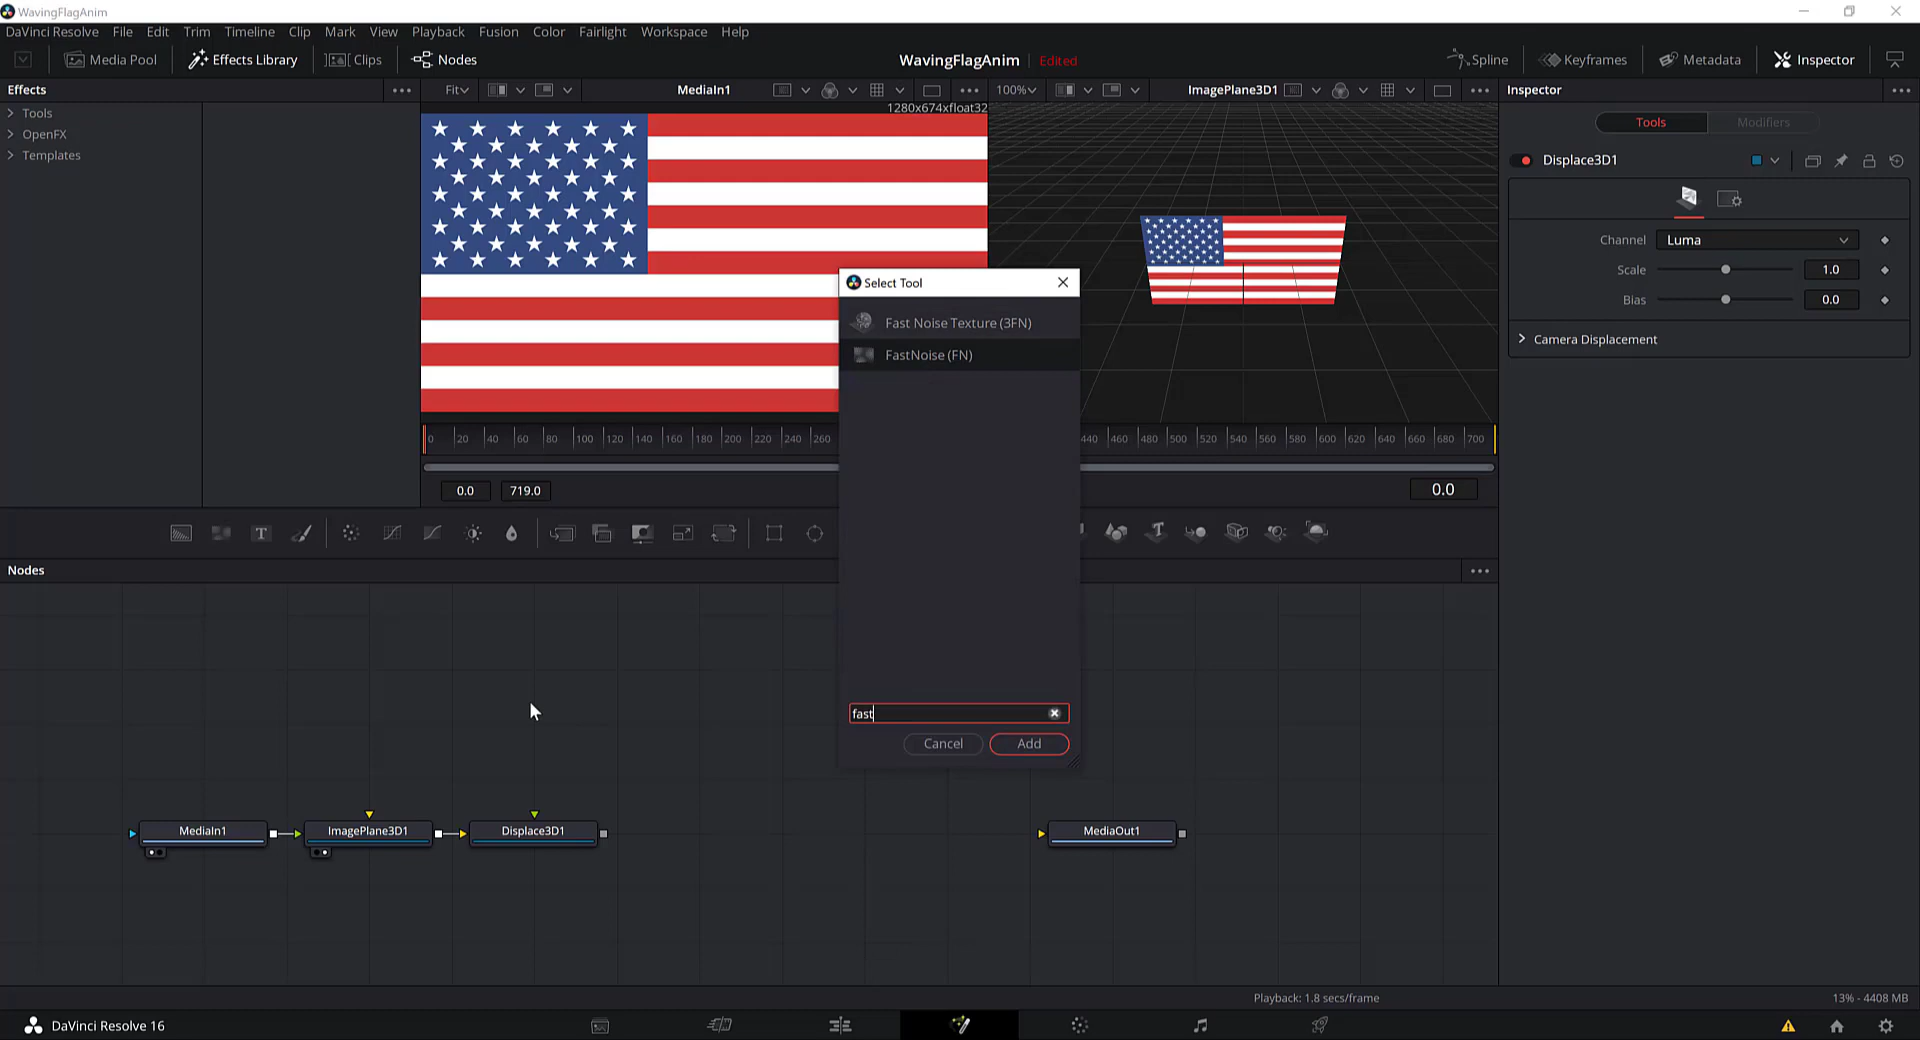 WavingFlagAnim
DaVinci Resolve File Edit Trim Timeline Clip Mark View Playback Fusion Color Fairlight Workspace Help
Media Pool Effects Library Clips Nodes WavingFlagAnim Edited Spline Keyframes Metadata Inspector
Effects Fit MediaIn1 100% ImagePlane3D1 Inspector
1280x674xfloat32
Tools
OpenFX
Templates
Tools Modifiers
Displace3D1
Channel Luma
Scale 1.0
Bias 0.0
Camera Displacement
Select Tool
Fast Noise Texture (3FN)
FastNoise (FN)
fast
Cancel Add
0 20 40 60 80 100 120 140 160 180 200 220 240 260 440 460 480 500 520 540 560 580 600 620 640 660 680 700
0.0 719.0 0.0
T T
Nodes
MediaIn1 ImagePlane3D1 Displace3D1 MediaOut1
Playback: 1.8 secs/frame 13% - 4408 MB
DaVinci Resolve 16